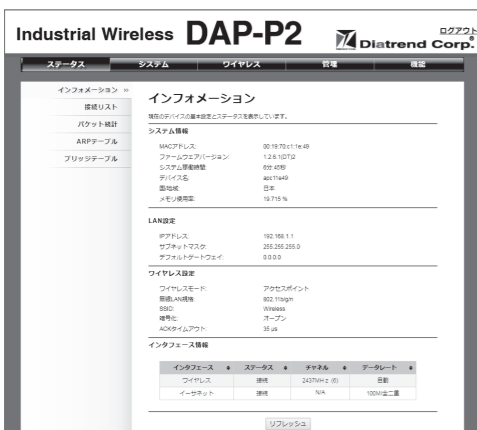 Industrial Wireless DAP-P2
Diatrend Corp.®
ログアウト
ステータス システム ワイヤレス 管理 機能
インフォメーション »
接続リスト
パケット統計
ARPテーブル
ブリッジテーブル
インフォメーション
現在のデバイスの基本設定とステータスを表示しています。
システム情報
MACアドレス: 00:19:70:c1:1e:49
ファームウェアバージョン: 1.2.6.1(DT)2
システム稼働時間: 6分:45秒
デバイス名: apc11e49
国/地域: 日本
メモリ使用率: 19.715 %
LAN設定
IPアドレス: 192.168.1.1
サブネットマスク: 255.255.255.0
デフォルトゲートウェイ: 0.0.0.0
ワイヤレス設定
ワイヤレスモード: アクセスポイント
無線LAN規格: 802.11b/g/n
SSID: Wireless
暗号化: オープン
ACKタイムアウト: 35 us
インタフェース情報
インタフェース ステータス チャネル データレート
ワイヤレス 接続 2437MHz (6) 自動
イーサネット 接続 N/A 100M/全二重
リフレッシュ